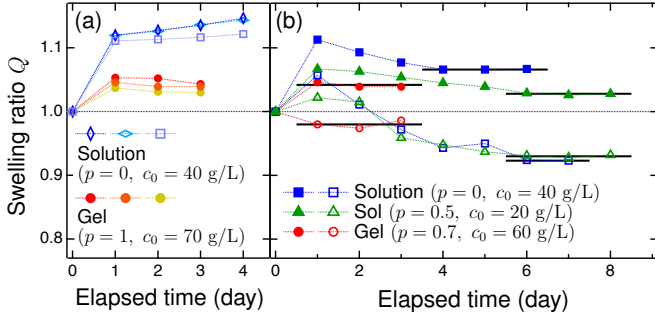 (a)
(b)
Swelling ratio Q
1.1
1.0
0.9
0.8
Solution
(p = 0, c₀ = 40 g/L)
Gel
(p = 1, c₀ = 70 g/L)
Solution (p = 0, c₀ = 40 g/L)
Sol (p = 0.5, c₀ = 20 g/L)
Gel (p = 0.7, c₀ = 60 g/L)
0 1 2 3 4
0 2 4 6 8
Elapsed time (day)
Elapsed time (day)